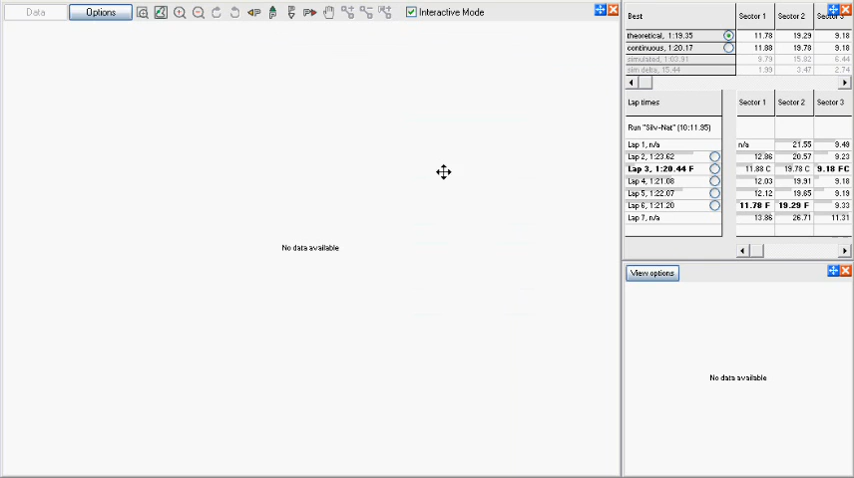 Data Options Interactive Mode
No data available
Best Sector 1 Sector 2 Sector 3
theoretical, 1:19.35 11.78 19.29 9.18
continuous, 1:20.17 11.88 19.78 9.18
simulated, 1:03.91 9.79 15.82 6.44
sim delta, 15.44 1.99 3.47 2.74
Lap times Sector 1 Sector 2 Sector 3
Run "Silv-Nat" (10:11.95)
Lap 1, n/a n/a 21.55 9.49
Lap 2, 1:23.62 12.86 20.57 9.23
Lap 3, 1:20.44 F 11.88 C 19.78 C 9.18 FC
Lap 4, 1:21.08 12.03 19.91 9.18
Lap 5, 1:22.07 12.12 19.65 9.19
Lap 6, 1:21.20 11.78 F 19.29 F 9.33
Lap 7, n/a 13.86 26.71 11.31
View options
No data available